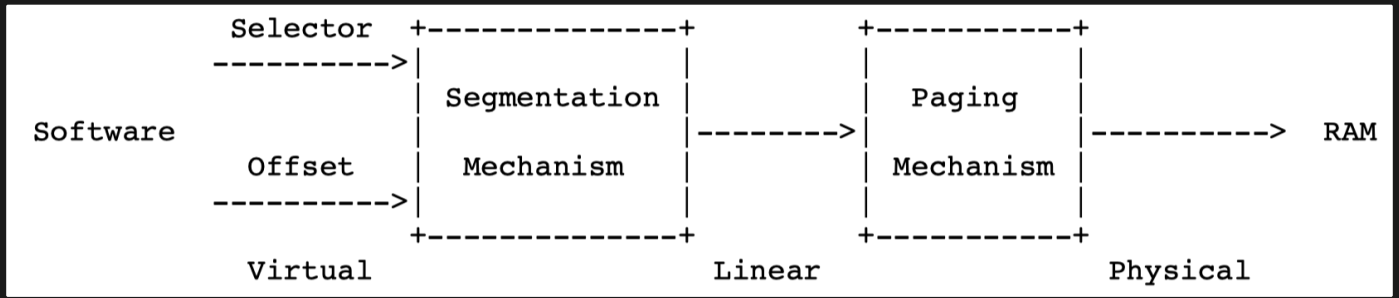 Selector +--------------+ +-----------+
---------->| | | |
| Segmentation | | Paging |
Software | |-------->| |----------> RAM
Offset | Mechanism | | Mechanism |
---------->| | | |
+--------------+ +-----------+
Virtual Linear Physical